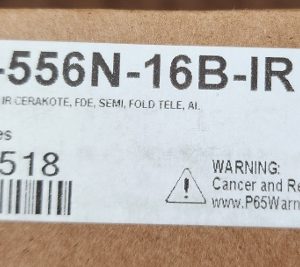 -556N-16B-IR
IR CERAKOTE, FDE, SEMI, FOLD TELE, AI.
es
518
WARNING:
Cancer and Re
www.P65Warn